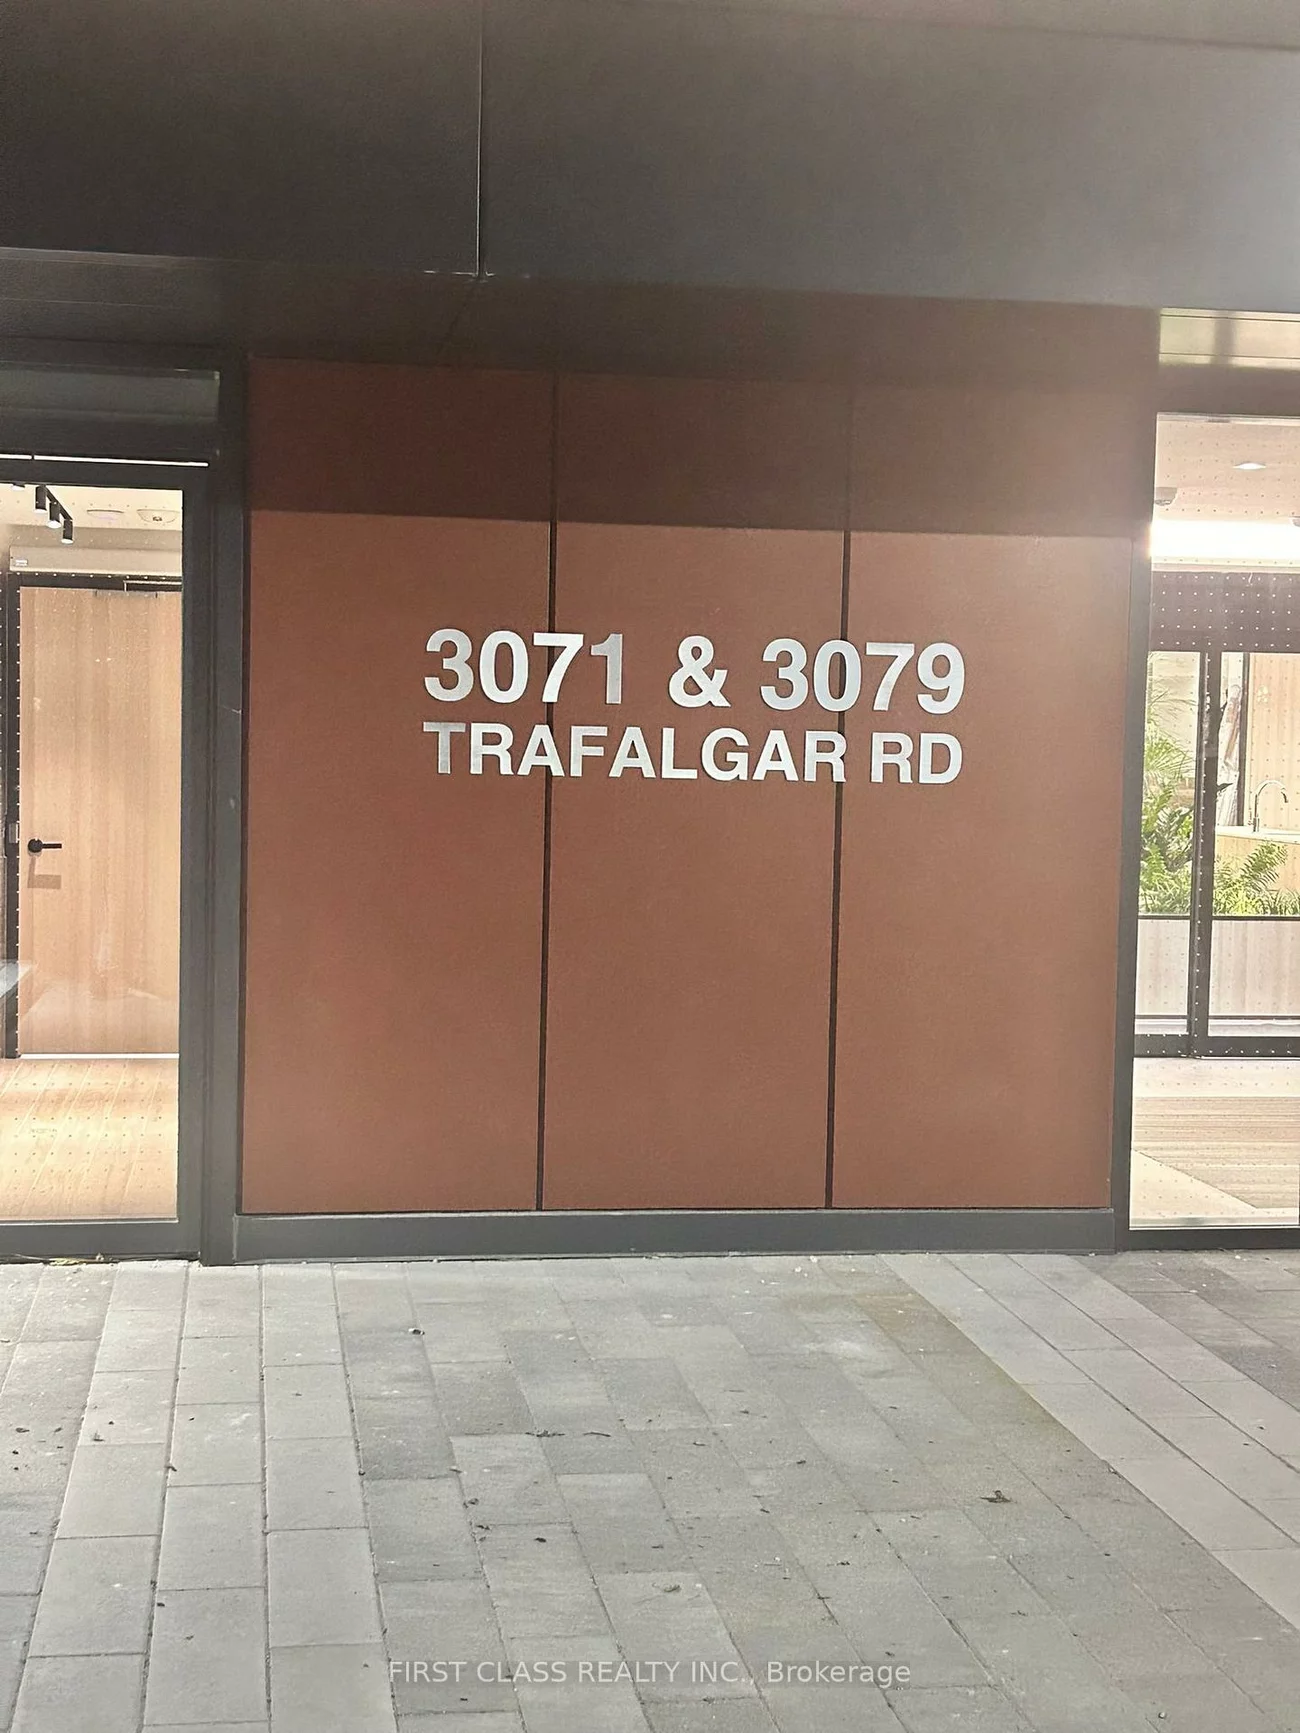 3071 & 3079
TRAFALGAR RD
FIRST CLASS REALTY INC., Brokerage